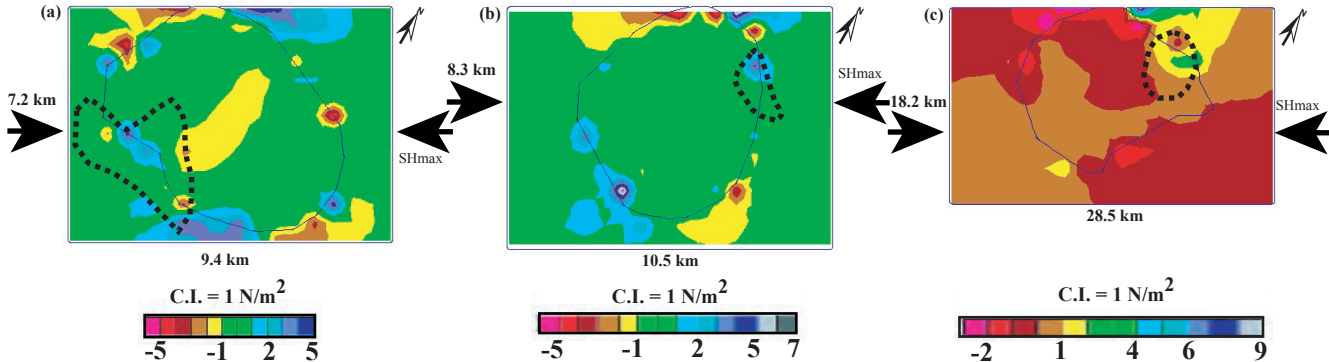 (a)
(b)
(c)
7.2 km
8.3 km
18.2 km
SHmax
SHmax
SHmax
9.4 km
10.5 km
28.5 km
C.I. = 1 N/m2
C.I. = 1 N/m2
C.I. = 1 N/m2
-5 -1 2 5
-5 -1 2 5 7
-2 1 4 6 9